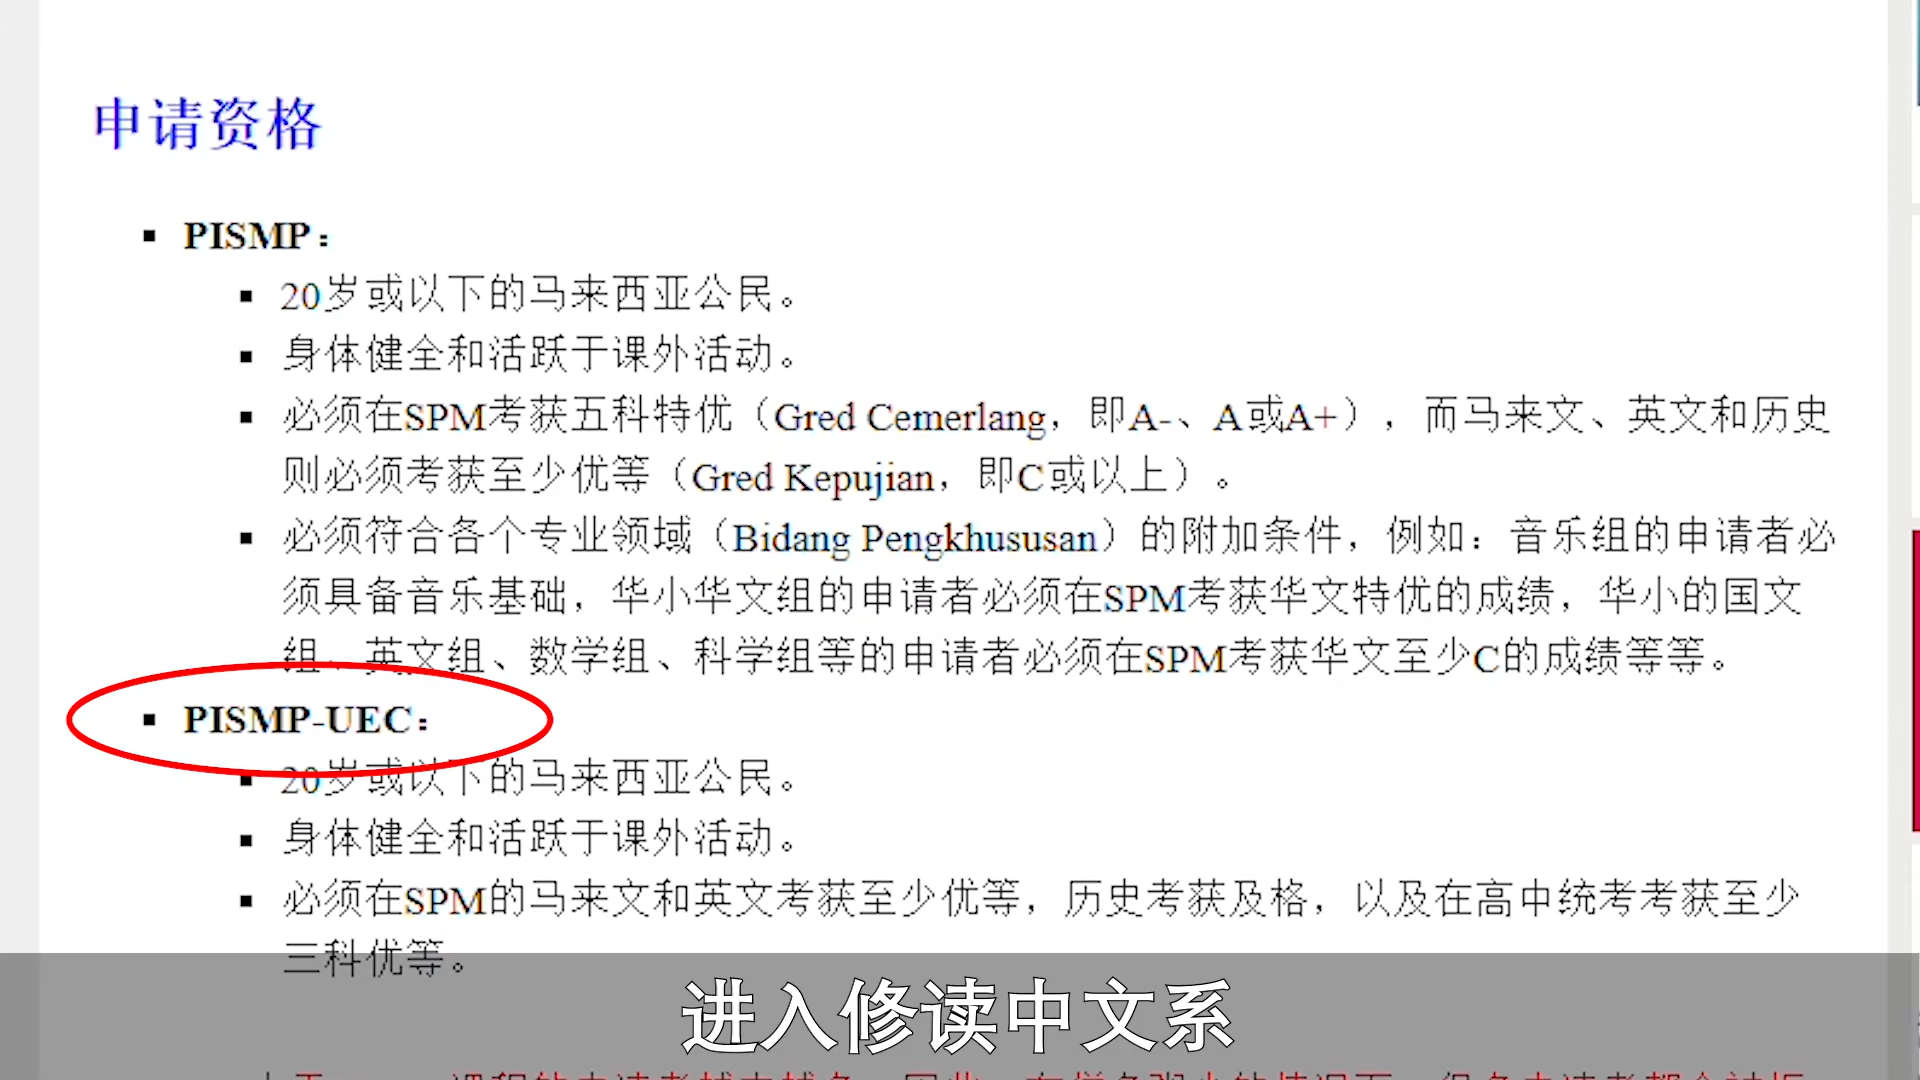 申请资格
▪ PISMP：
▪ 20岁或以下的马来西亚公民。
▪ 身体健全和活跃于课外活动。
▪ 必须在SPM考获五科特优（Gred Cemerlang，即A-、A或A+），而马来文、英文和历史
则必须考获至少优等（Gred Kepujian，即C或以上）。
▪ 必须符合各个专业领域（Bidang Pengkhususan）的附加条件，例如：音乐组的申请者必
须具备音乐基础，华小华文组的申请者必须在SPM考获华文特优的成绩，华小的国文
组、英文组、数学组、科学组等的申请者必须在SPM考获华文至少C的成绩等等。
▪ PISMP-UEC：
▪ 20岁或以下的马来西亚公民。
▪ 身体健全和活跃于课外活动。
▪ 必须在SPM的马来文和英文考获至少优等，历史考获及格，以及在高中统考考获至少
三科优等。
进入修读中文系